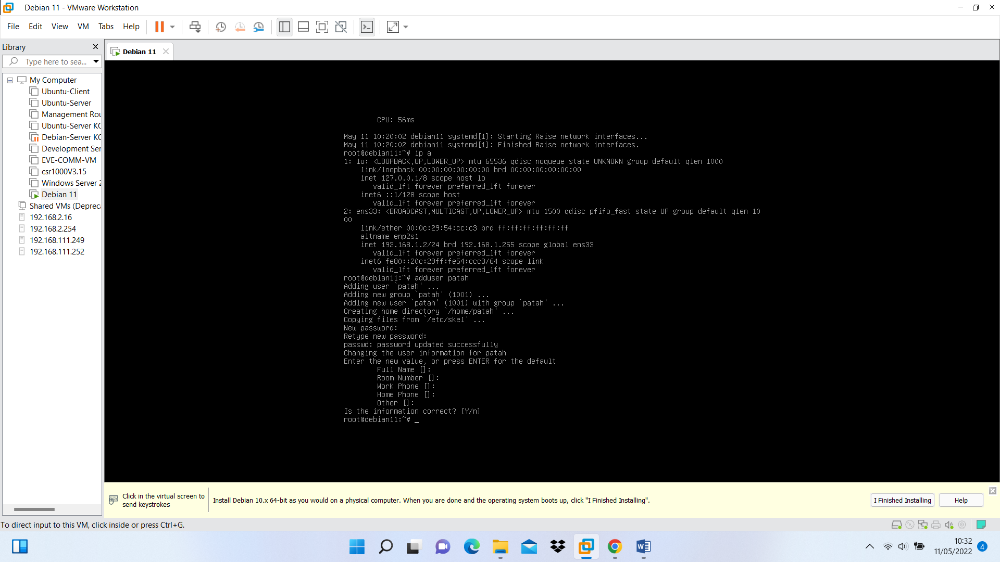 Debian 11 - VMware Workstation
File Edit View VM Tabs Help
Library
Type here to sea...
My Computer
Ubuntu-Client
Ubuntu-Server
Management Rou
Ubuntu-Server KC
Debian-Server KC
Development Ser
EVE-COMM-VM
csr1000V3.15
Windows Server 2
Debian 11
Shared VMs (Depreca
192.168.2.16
192.168.2.254
192.168.111.249
192.168.111.252
Debian 11
CPU: 56ms
May 11 10:20:02 debian11 systemd[1]: Starting Raise network interfaces...
May 11 10:20:02 debian11 systemd[1]: Finished Raise network interfaces.
root@debian11:~# ip a
1: lo: <LOOPBACK,UP,LOWER_UP> mtu 65536 qdisc noqueue state UNKNOWN group default qlen 1000
link/loopback 00:00:00:00:00:00 brd 00:00:00:00:00:00
inet 127.0.0.1/8 scope host lo
valid_lft forever preferred_lft forever
inet6 ::1/128 scope host
valid_lft forever preferred_lft forever
2: ens33: <BROADCAST,MULTICAST,UP,LOWER_UP> mtu 1500 qdisc pfifo_fast state UP group default qlen 10
00
link/ether 00:0c:29:54:cc:c3 brd ff:ff:ff:ff:ff:ff
altname enp2s1
inet 192.168.1.2/24 brd 192.168.1.255 scope global ens33
valid_lft forever preferred_lft forever
inet6 fe80::20c:29ff:fe54:ccc3/64 scope link
valid_lft forever preferred_lft forever
root@debian11:~# adduser patah
Adding user `patah' ...
Adding new group `patah' (1001) ...
Adding new user `patah' (1001) with group `patah' ...
Creating home directory `/home/patah' ...
Copying files from `/etc/skel' ...
New password:
Retype new password:
passwd: password updated successfully
Changing the user information for patah
Enter the new value, or press ENTER for the default
Full Name []:
Room Number []:
Work Phone []:
Home Phone []:
Other []:
Is the information correct? [Y/n]
root@debian11:~# _
Click in the virtual screen to
send keystrokes
Install Debian 10.x 64-bit as you would on a physical computer. When you are done and the operating system boots up, click "I Finished Installing".
I Finished Installing
Help
To direct input to this VM, click inside or press Ctrl+G.
10:32
11/05/2022
4